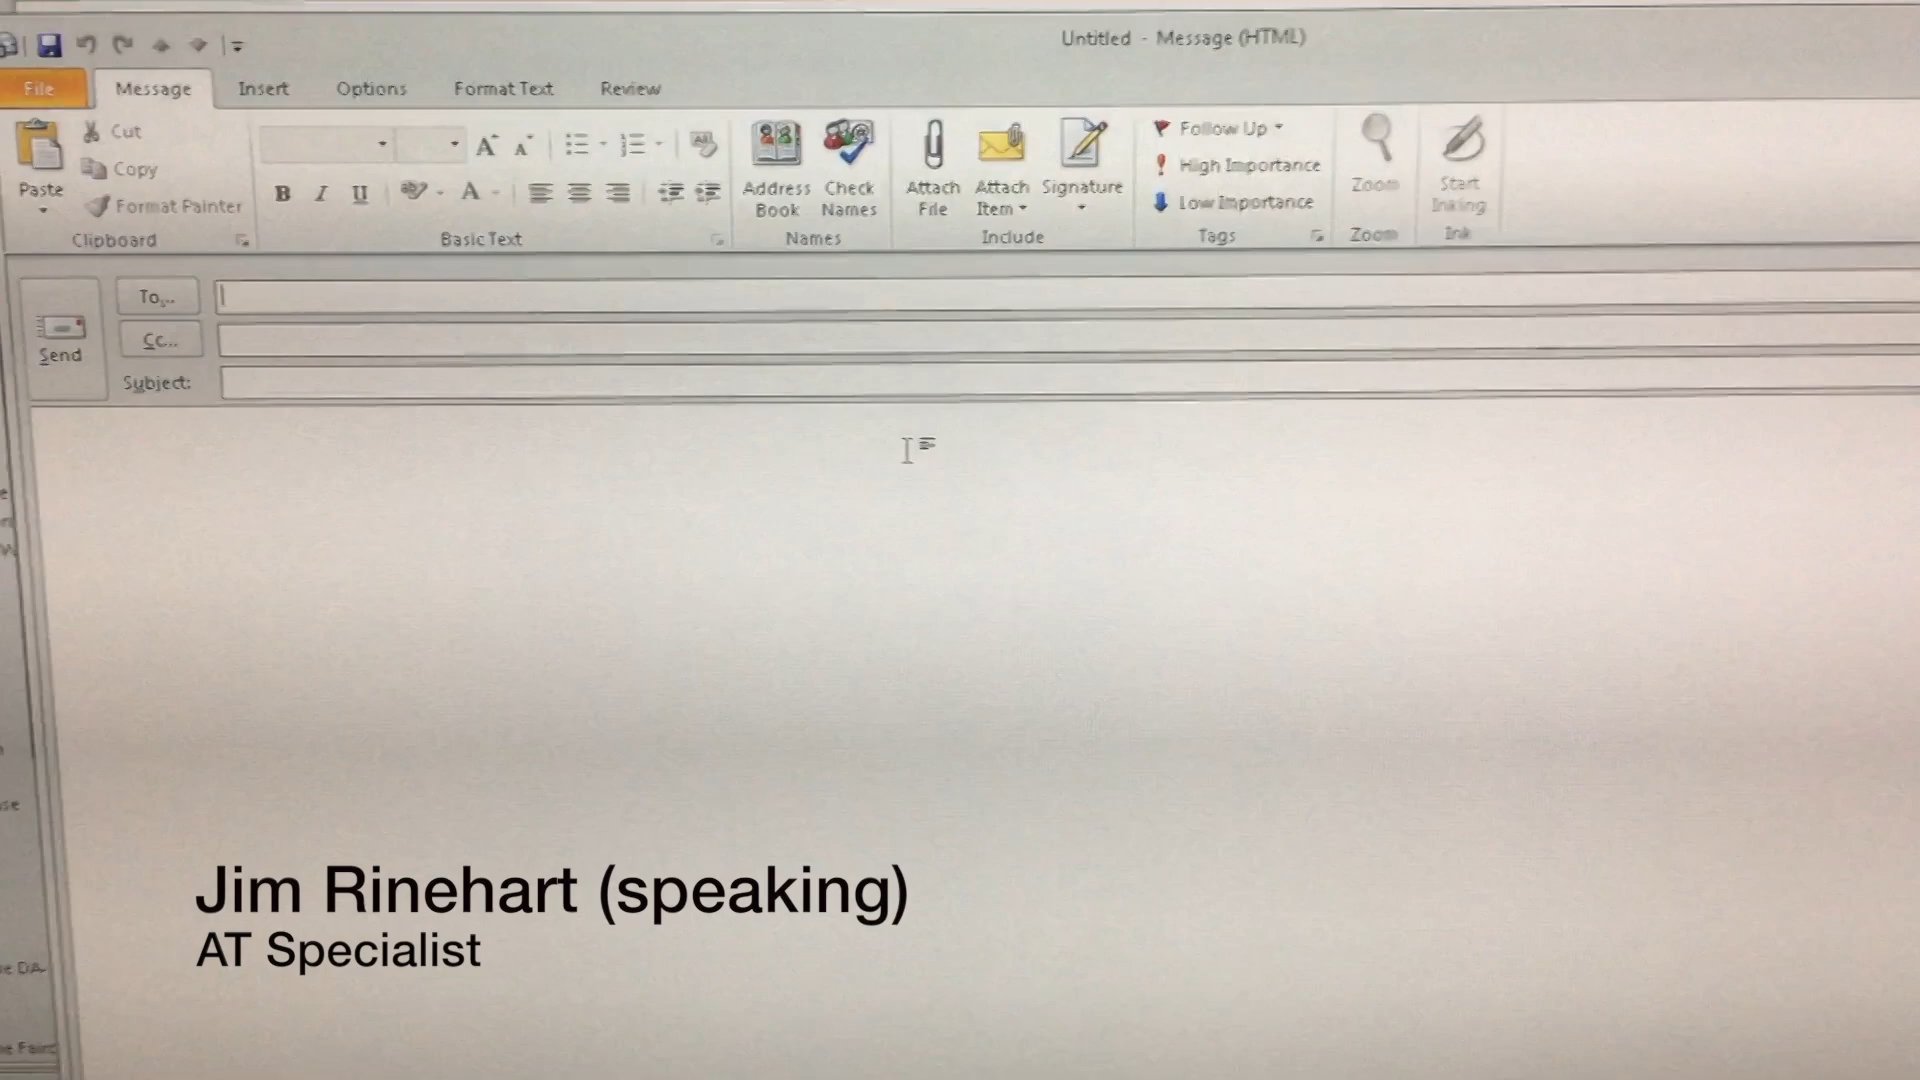 Untitled - Message (HTML)
File Message Insert Options Format Text Review
Paste
Cut
Copy
Format Painter
Clipboard
B I U
Basic Text
Address Book
Check Names
Names
Attach File
Attach Item
Signature
Include
Follow Up
High Importance
Low Importance
Tags
Zoom
Zoom
Start Inking
Ink
Send
To...
Cc...
Subject:
Jim Rinehart (speaking)
AT Specialist